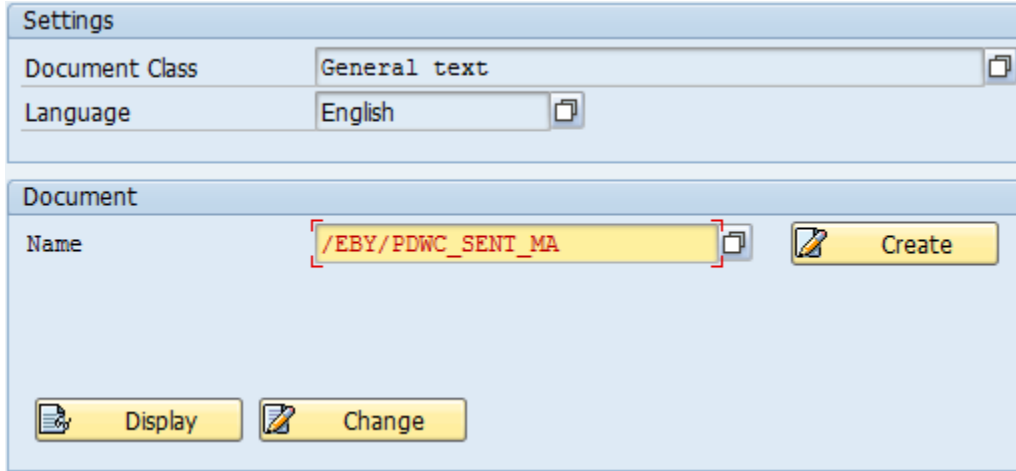 Settings
Document Class General text
Language English
Document
Name /EBY/PDWC_SENT_MA Create
Display Change